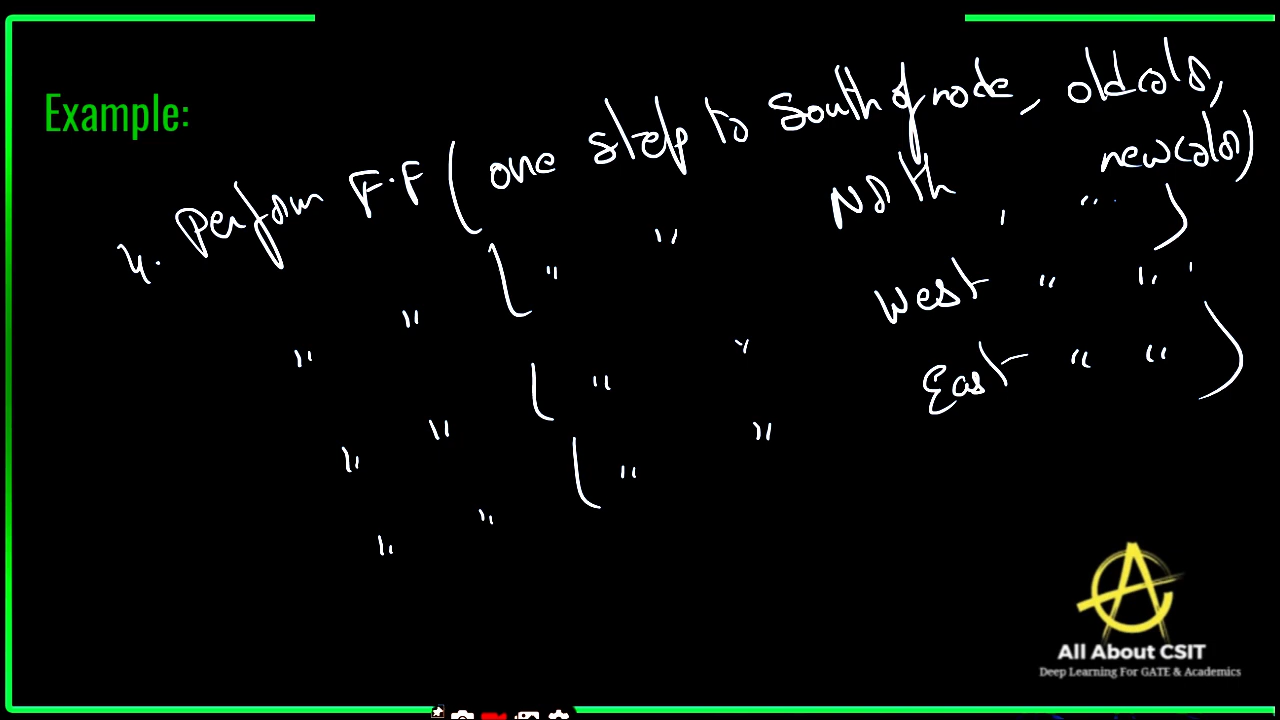 Example:
4. Perform F.F ( one step to South of node, oldcolor, newcolor)
" " ( " " North , " )
" " ( " " West " " '
" " ( " " East " " )
All About CSIT
Deep Learning For GATE & Academics